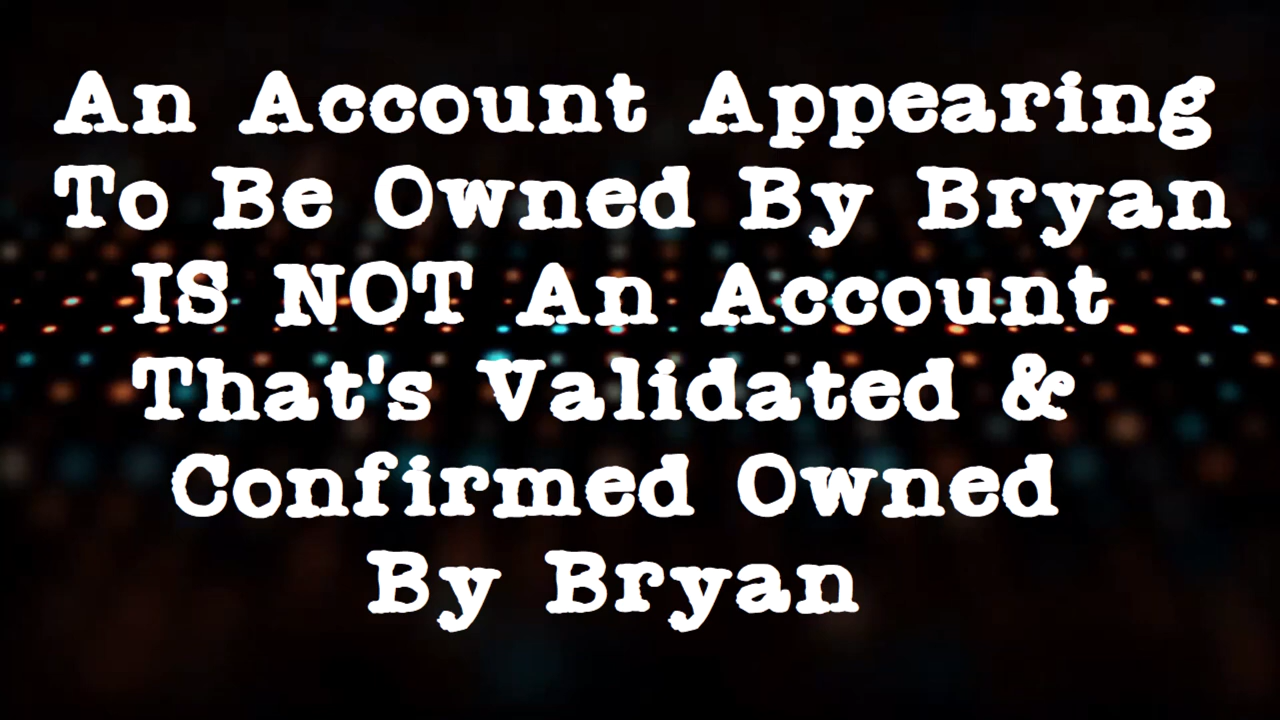 An Account Appearing
To Be Owned By Bryan
IS NOT An Account
That's Validated &
Confirmed Owned
By Bryan